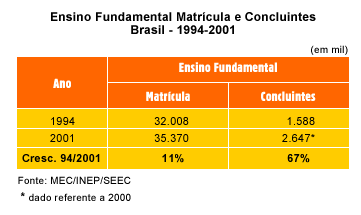 Ensino Fundamental Matrícula e Concluintes
Brasil - 1994-2001
(em mil)
Ano
Ensino Fundamental
Matrícula Concluintes
1994 32.008 1.588
2001 35.370 2.647*
Cresc. 94/2001 11% 67%
Fonte: MEC/INEP/SEEC
* dado referente a 2000